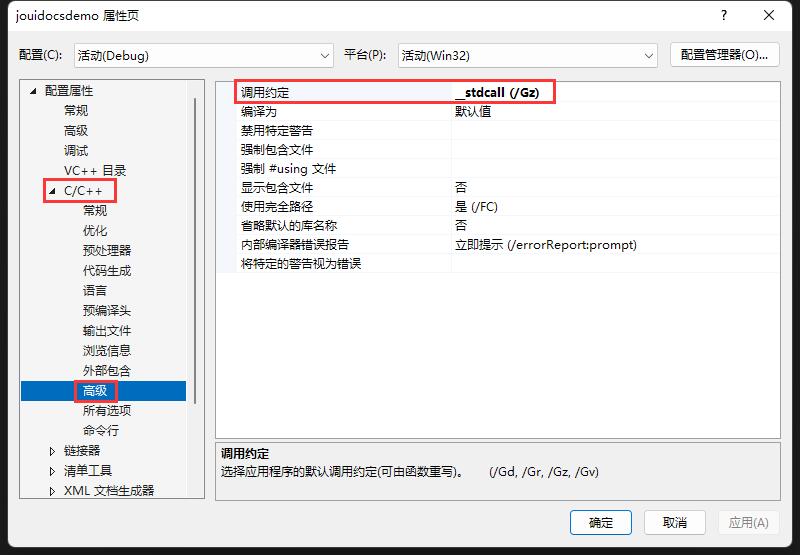 jouidocsdemo 属性页
配置(C): 活动(Debug) 平台(P): 活动(Win32) 配置管理器(O)...
配置属性
常规
高级
调试
VC++ 目录
C/C++
常规
优化
预处理器
代码生成
语言
预编译头
输出文件
浏览信息
外部包含
高级
所有选项
命令行
链接器
清单工具
XML 文档生成器
调用约定 __stdcall (/Gz)
编译为 默认值
禁用特定警告
强制包含文件
强制 #using 文件
显示包含文件 否
使用完全路径 是 (/FC)
省略默认的库名称 否
内部编译器错误报告 立即提示 (/errorReport:prompt)
将特定的警告视为错误
调用约定
选择应用程序的默认调用约定(可由函数重写)。 (/Gd, /Gr, /Gz, /Gv)
确定 取消 应用(A)